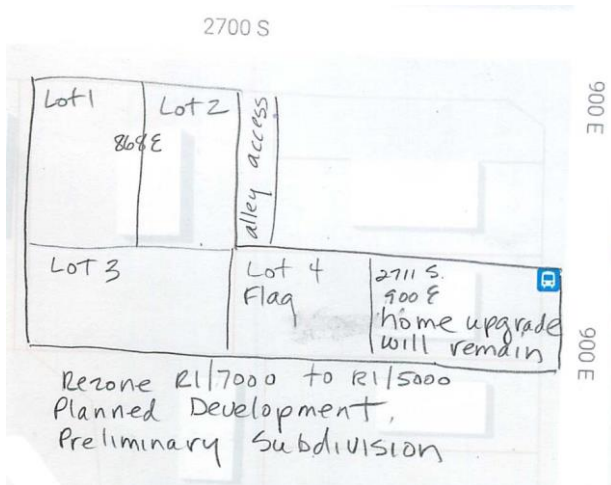 2700 S
900 E
Lot 1
Lot 2
868 E
alley access
LOT 3
Lot 4
Flag
2711 S.
900 E
home upgrade
will remain
900 E
Rezone R1/7000 to R1/5000
Planned Development,
Preliminary Subdivision